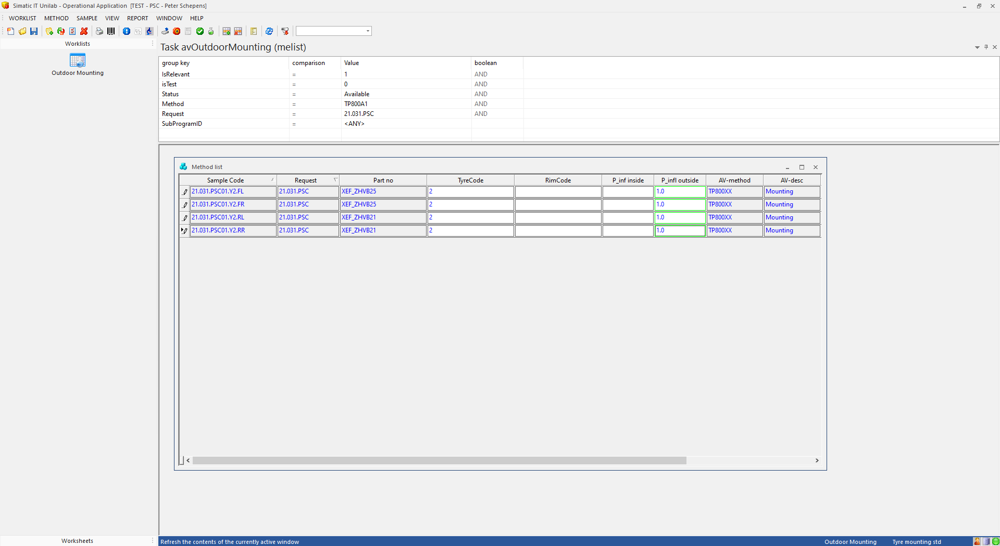 Simatic IT Unilab - Operational Application [TEST - PSC - Peter Schepens]
WORKLIST METHOD SAMPLE VIEW REPORT WINDOW HELP
Worklists
Outdoor Mounting
Task avOutdoorMounting (melist)
group key comparison Value boolean
IsRelevant = 1 AND
isTest = 0 AND
Status = Available AND
Method = TP800A1 AND
Request = 21.031.PSC AND
SubProgramID = <ANY>
Method list
Sample Code Request Part no TyreCode RimCode P_inf inside P_infl outside AV-method AV-desc
21.031.PSC01.Y2.FL 21.031.PSC XEF_ZHVB25 2 1.0 TP800XX Mounting
21.031.PSC01.Y2.FR 21.031.PSC XEF_ZHVB25 2 1.0 TP800XX Mounting
21.031.PSC01.Y2.RL 21.031.PSC XEF_ZHVB21 2 1.0 TP800XX Mounting
21.031.PSC01.Y2.RR 21.031.PSC XEF_ZHVB21 2 1.0 TP800XX Mounting
Worksheets
Refresh the contents of the currently active window Outdoor Mounting Tyre mounting std